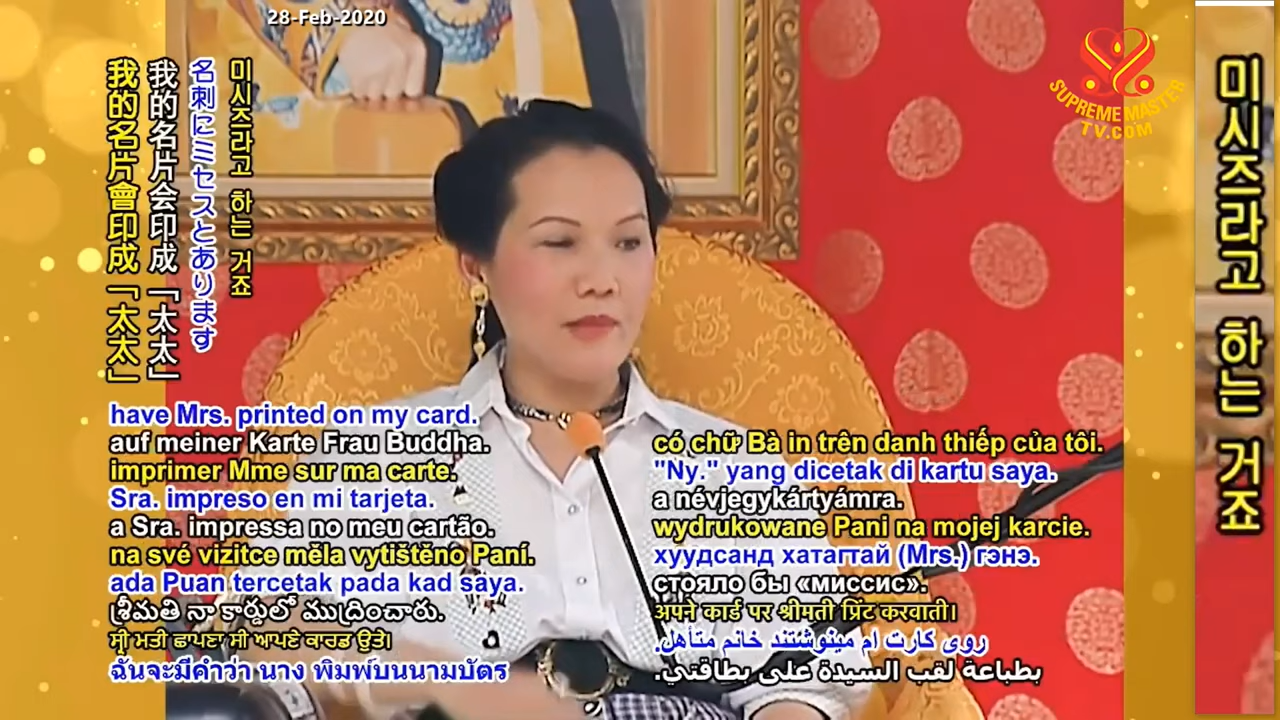 28-Feb-2020
SUPREME MASTER
TV.COM
미시즈라고 하는 거죠
名刺にミセスとあります
我的名片会印成「太太」
我的名片會印成「太太」
미시즈라고 하는 거죠
have Mrs. printed on my card.
auf meiner Karte Frau Buddha.
imprimer Mme sur ma carte.
Sra. impreso en mi tarjeta.
a Sra. impressa no meu cartão.
na své vizitce měla vytištěno Paní.
ada Puan tercetak pada kad saya.
శ్రీమతి నా కార్డులో ముద్రించారు.
ਸ੍ਰੀ ਮਤੀ ਛਾਪਣਾ ਸੀ ਆਪਣੇ ਕਾਰਡ ਉਤੇ।
ฉันจะมีคำว่า นาง พิมพ์บนนามบัตร
có chữ Bà in trên danh thiếp của tôi.
"Ny." yang dicetak di kartu saya.
a névjegykártyámra.
wydrukowane Pani na mojej karcie.
хуудсанд хатагтай (Mrs.) гэнэ.
стояло бы «миссис».
अपने कार्ड पर श्रीमती प्रिंट करवाती।
روی کارت ام مینوشتند خانم متأهل.
بطباعة لقب السيدة على بطاقتي.